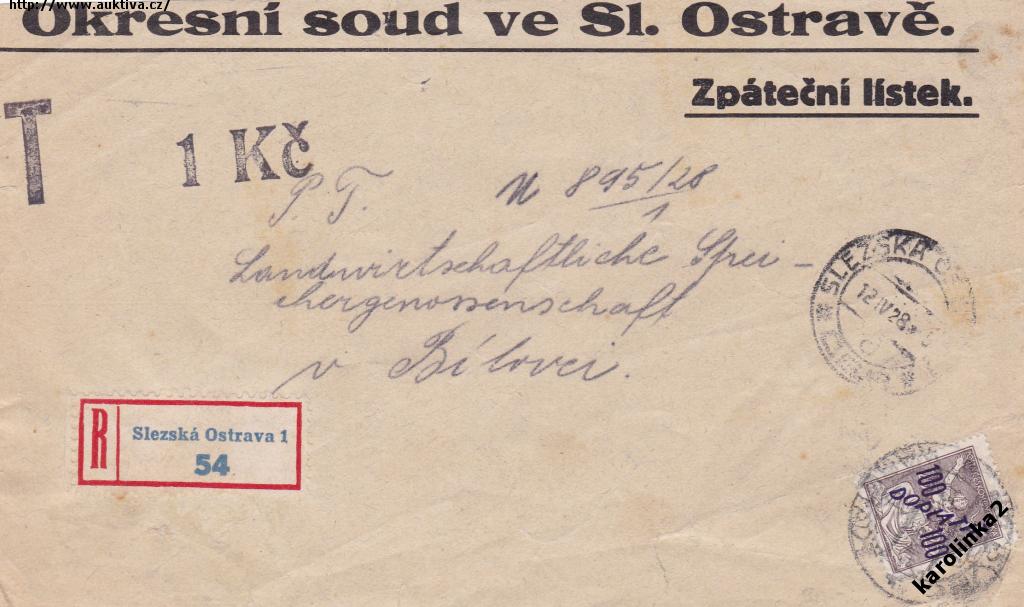 http://www.auktiva.cz/
Okresní soud ve Sl. Ostravě.
Zpáteční lístek.
T
1 Kč
P. T. N 895/28
1
Landwirtschaftliche Spei-
chergenossenschaft
v Bílovci.
SLEZSKÁ
12 IV 28
R
Slezská Ostrava 1
54
100
DOPLATIT
100
karolinka2